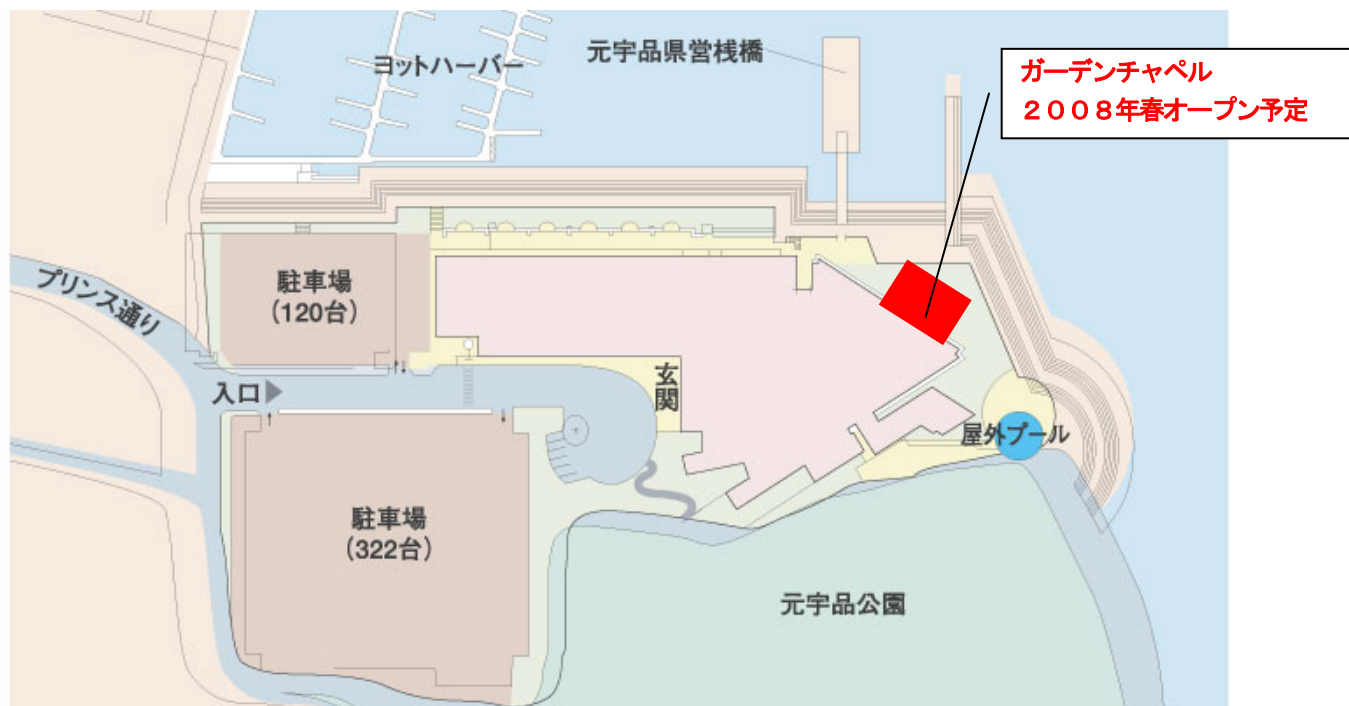 ヨットハーバー
元宇品県営桟橋
ガーデンチャペル
２００８年春オープン予定
駐車場
(120台)
プリンス通り
入口▶
玄関
屋外プール
駐車場
(322台)
元宇品公園